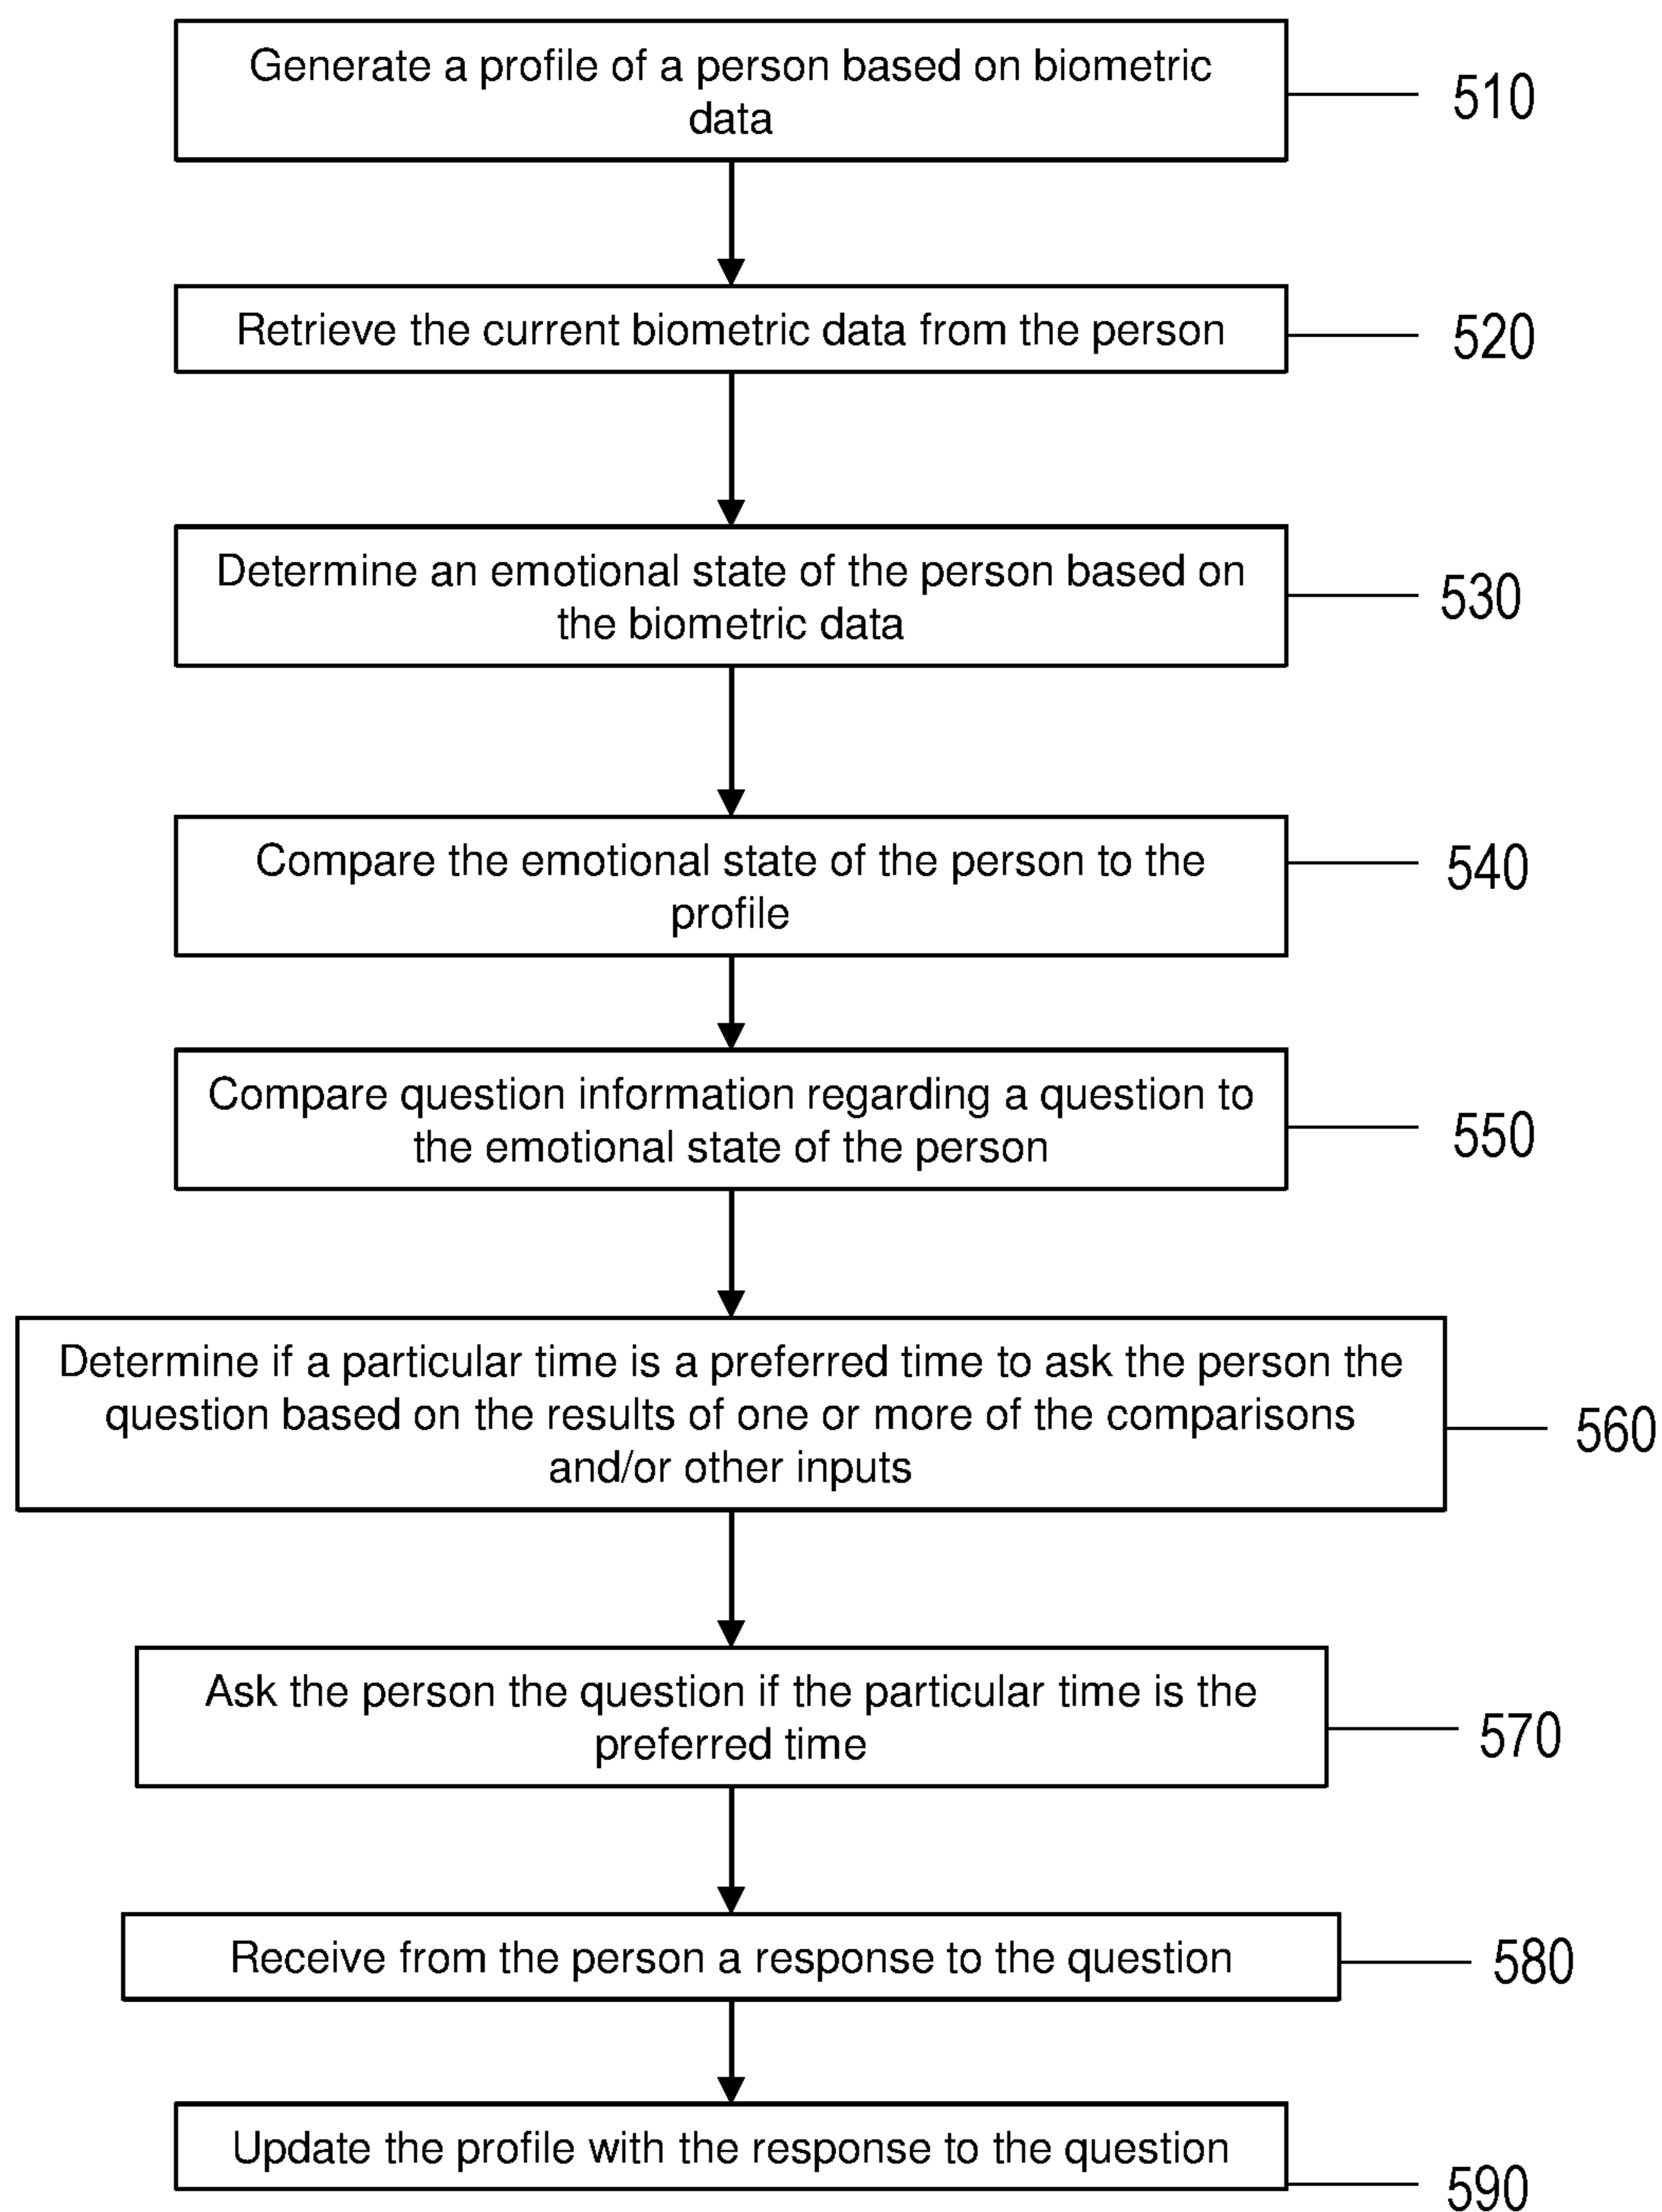 Generate a profile of a person based on biometric
data
510
Retrieve the current biometric data from the person
520
Determine an emotional state of the person based on
the biometric data
530
Compare the emotional state of the person to the
profile
540
Compare question information regarding a question to
the emotional state of the person
550
Determine if a particular time is a preferred time to ask the person the
question based on the results of one or more of the comparisons
and/or other inputs
560
Ask the person the question if the particular time is the
preferred time
570
Receive from the person a response to the question
580
Update the profile with the response to the question
590